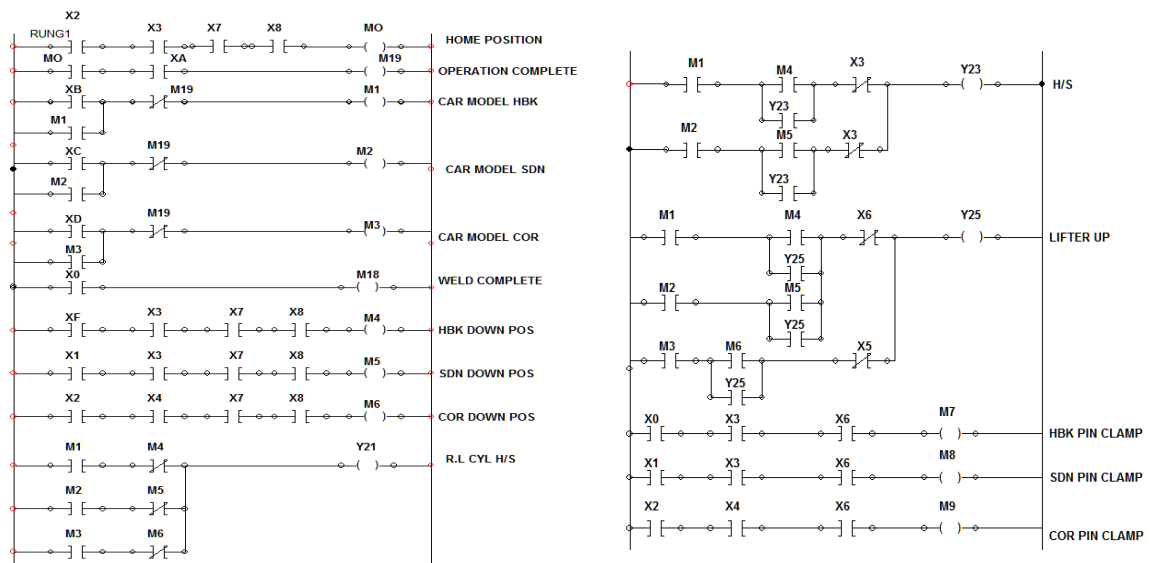 X2
RUNG1 X3 X7 X8 MO HOME POSITION
MO XA M19 OPERATION COMPLETE
XB M19 M1 CAR MODEL HBK
M1
XC M19 M2 CAR MODEL SDN
M2
XD M19 M3 CAR MODEL COR
M3
X0 M18 WELD COMPLETE
XF X3 X7 X8 M4 HBK DOWN POS
X1 X3 X7 X8 M5 SDN DOWN POS
X2 X4 X7 X8 M6 COR DOWN POS
M1 M4 Y21 R.L CYL H/S
M2 M5
M3 M6
M1 M4 X3 Y23 H/S
Y23
M2 M5 X3
Y23
M1 M4 X6 Y25 LIFTER UP
Y25
M2 M5
Y25
M3 M6 X5
Y25
X0 X3 X6 M7 HBK PIN CLAMP
X1 X3 X6 M8 SDN PIN CLAMP
X2 X4 X6 M9 COR PIN CLAMP